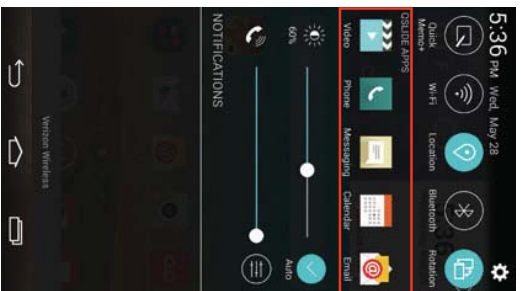 5:36 PM Wed, May 28
Quick Memo+ Wi-Fi Location Bluetooth Rotation
QSLIDE APPS
Video Phone Messaging Calendar Email
60% Auto
NOTIFICATIONS
Verizon Wireless